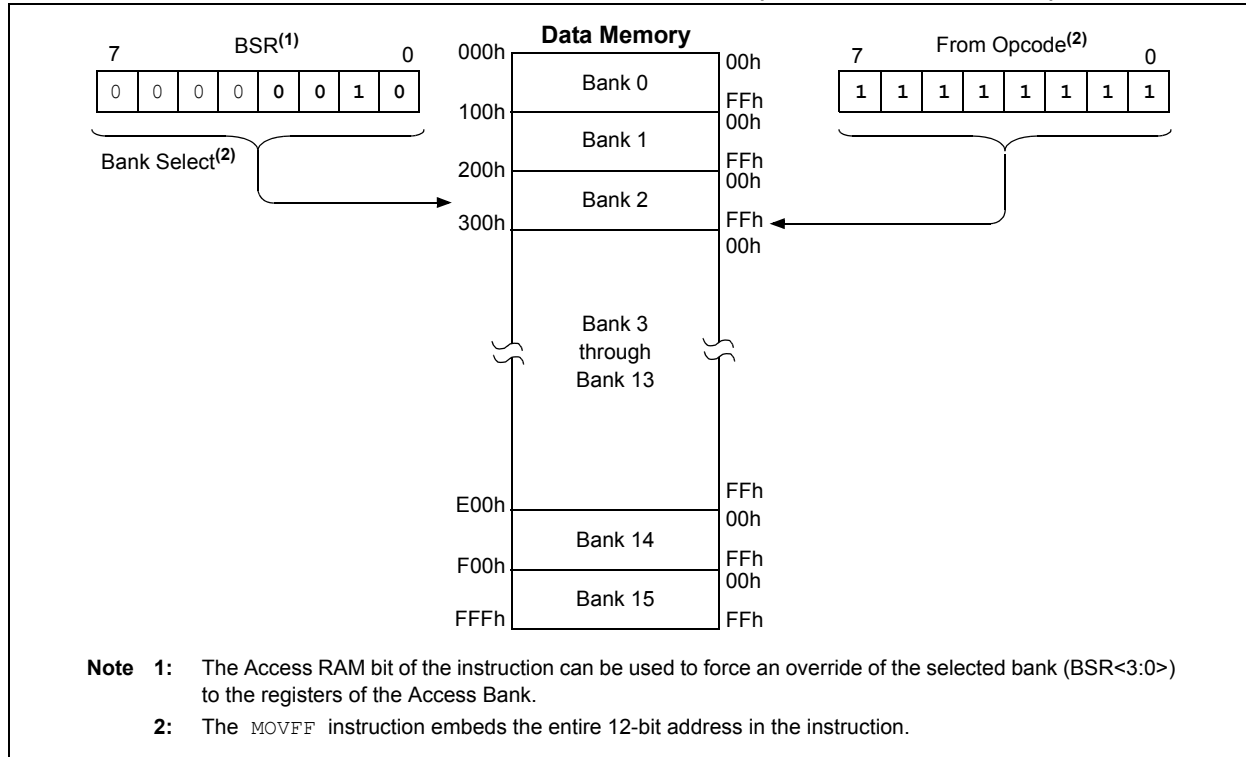 Data Memory
7 BSR(1) 0
0 0 0 0 0 0 1 0
Bank Select(2)
000h
100h
200h
300h
E00h
F00h
FFFh
Bank 0
Bank 1
Bank 2
Bank 3
through
Bank 13
Bank 14
Bank 15
00h
FFh
00h
FFh
00h
FFh
00h
FFh
00h
FFh
00h
FFh
7 From Opcode(2) 0
1 1 1 1 1 1 1 1
Note 1: The Access RAM bit of the instruction can be used to force an override of the selected bank (BSR<3:0>)
to the registers of the Access Bank.
2: The MOVFF instruction embeds the entire 12-bit address in the instruction.